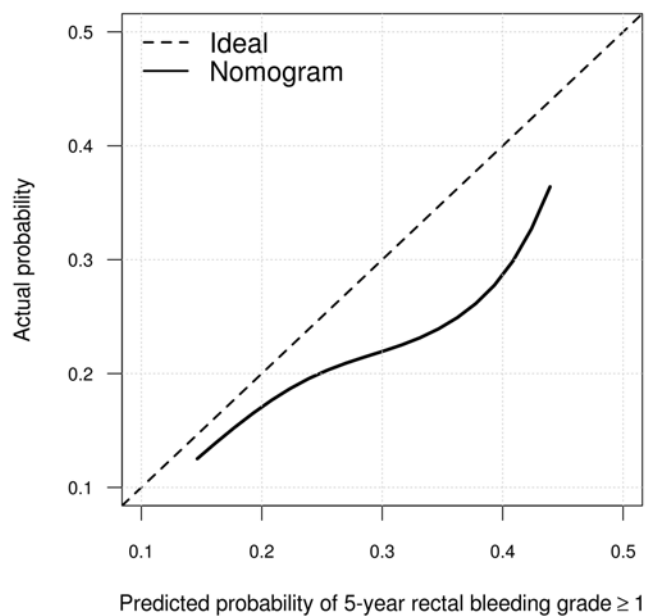 Ideal
Nomogram
0.5
0.4
0.3
0.2
0.1
Actual probability
0.1 0.2 0.3 0.4 0.5
Predicted probability of 5-year rectal bleeding grade ≥ 1